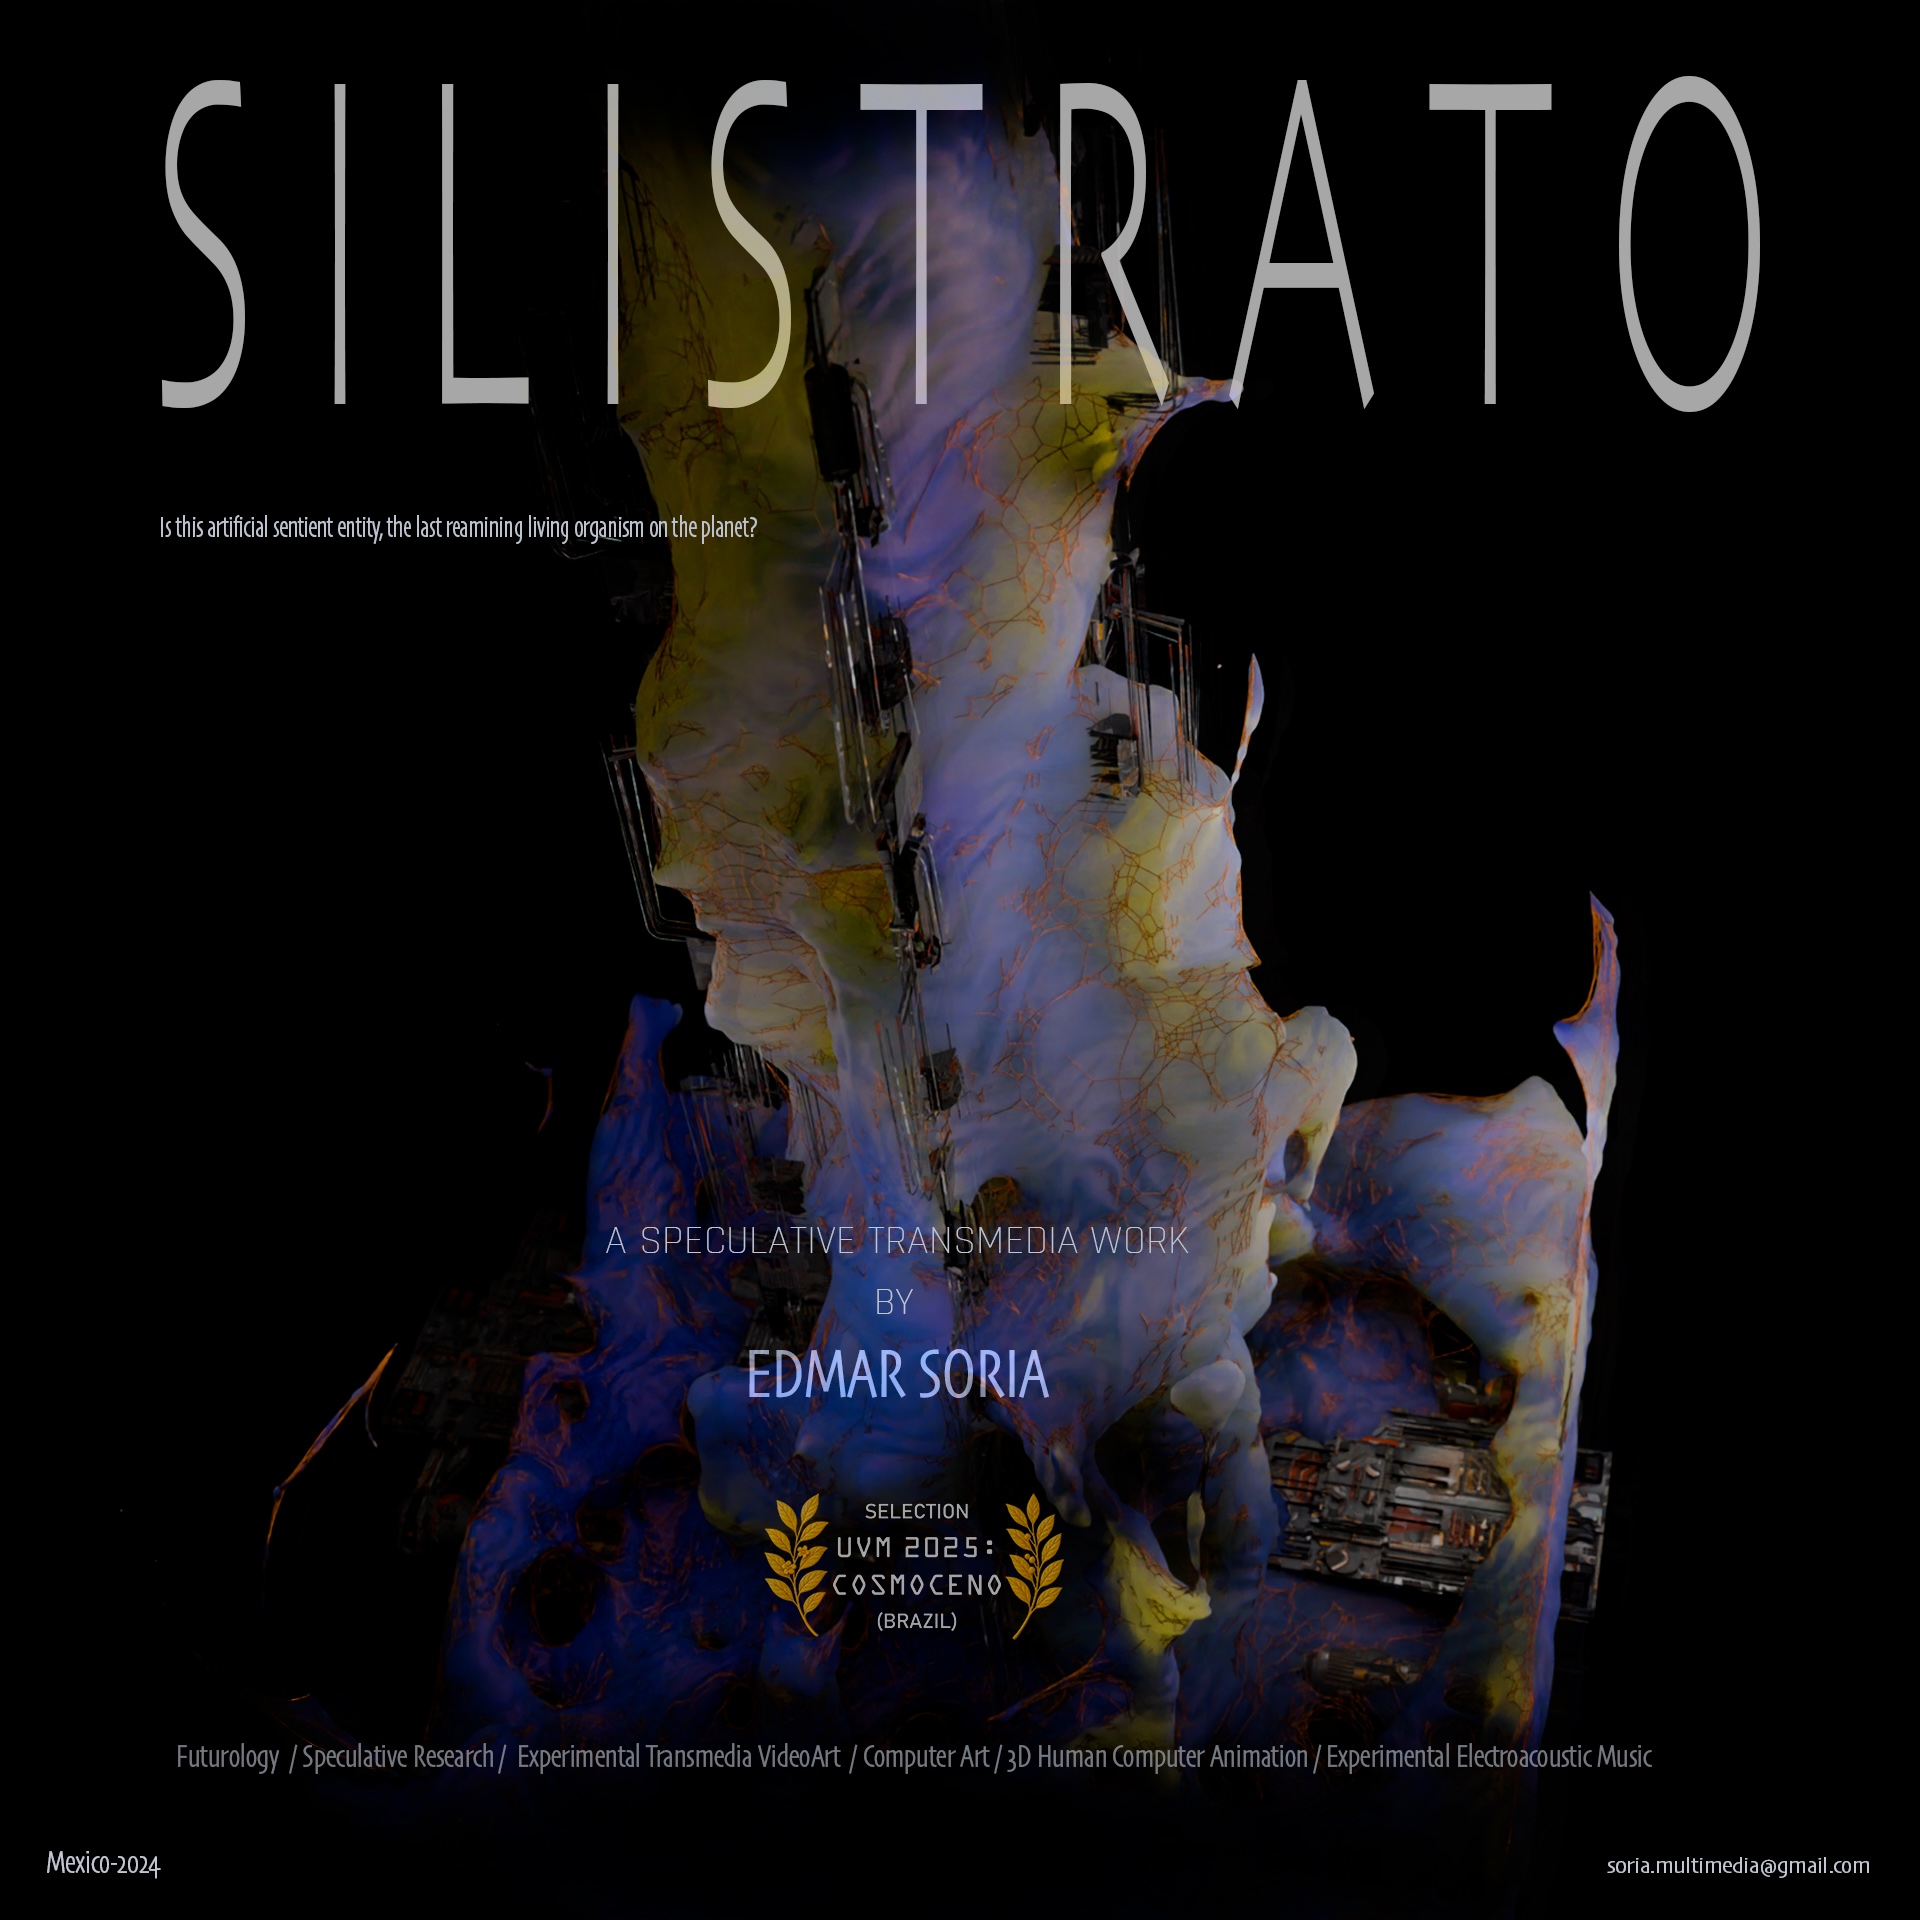 SILISTRATO
Is this artificial sentient entity, the last reamining living organism on the planet?
A SPECULATIVE TRANSMEDIA WORK
BY
EDMAR SORIA
SELECTION
UVM 2025:
COSMOCENO
(BRAZIL)
Futurology / Speculative Research / Experimental Transmedia VideoArt / Computer Art / 3D Human Computer Animation / Experimental Electroacoustic Music
Mexico-2024
soria.multimedia@gmail.com